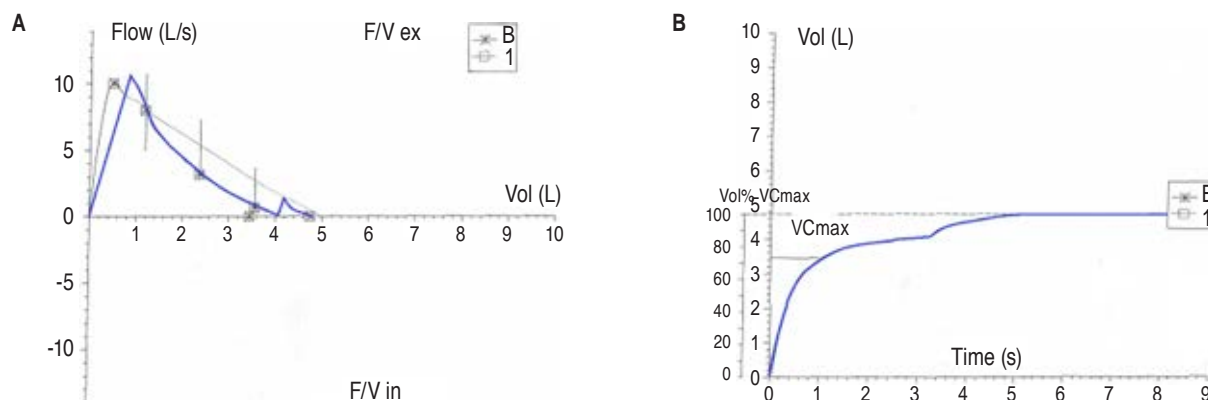 A
Flow (L/s)
F/V ex
B
1
10
5
0
-5
-10
Vol (L)
0 1 2 3 4 5 6 7 8 9 10
F/V in
B
Vol (L)
10
9
8
7
6
5
4
3
2
1
0
Vol%-VCmax
100
80
60
40
20
0
VCmax
1
Time (s)
0 1 2 3 4 5 6 7 8 9